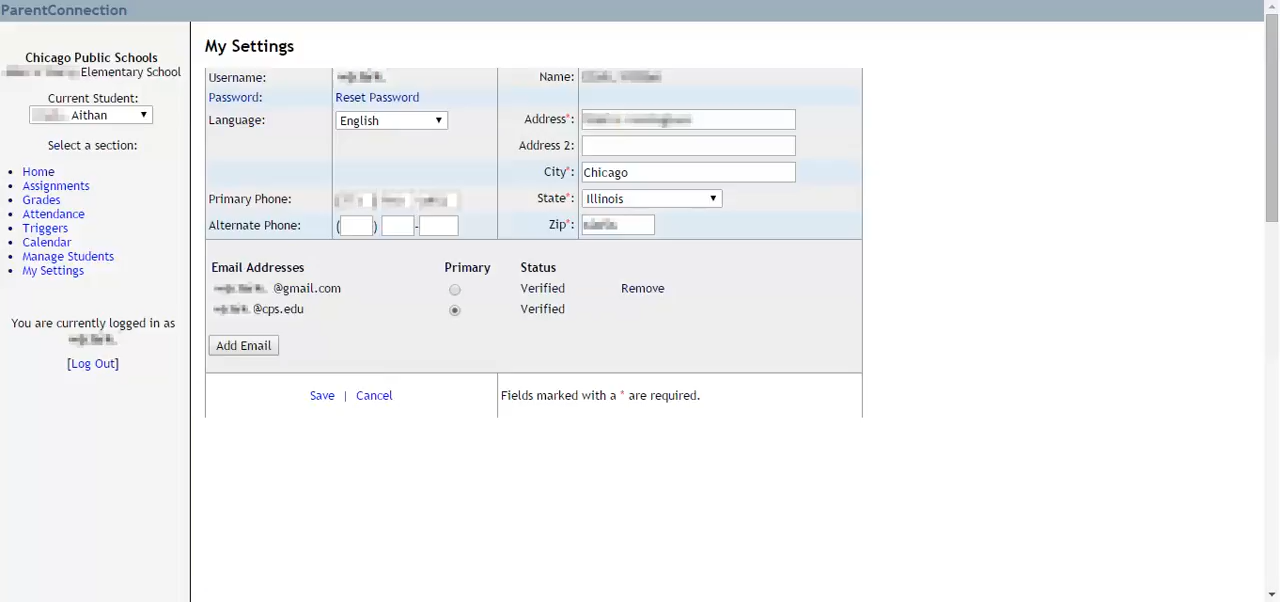 ParentConnection
Chicago Public Schools
Elementary School
Current Student:
Aithan
Select a section:
Home
Assignments
Grades
Attendance
Triggers
Calendar
Manage Students
My Settings
You are currently logged in as
[Log Out]
My Settings
Username:
Name:
Password: Reset Password
Language: English
Address*:
Address 2:
City*: Chicago
Primary Phone:
State*: Illinois
Alternate Phone: ( ) -
Zip*:
Email Addresses Primary Status
@gmail.com Verified Remove
@cps.edu Verified
Add Email
Save | Cancel
Fields marked with a * are required.